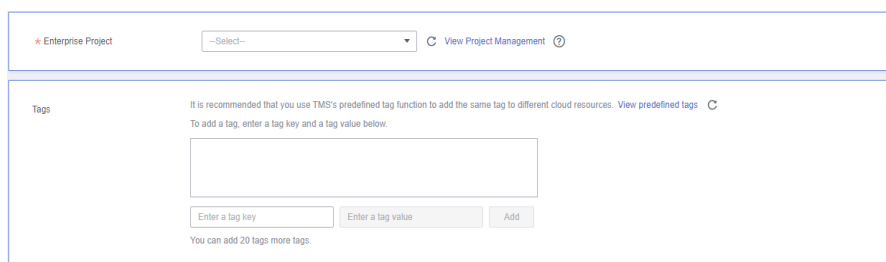 * Enterprise Project --Select-- View Project Management ?
Tags It is recommended that you use TMS's predefined tag function to add the same tag to different cloud resources. View predefined tags
To add a tag, enter a tag key and a tag value below.
Enter a tag key Enter a tag value Add
You can add 20 tags more tags.